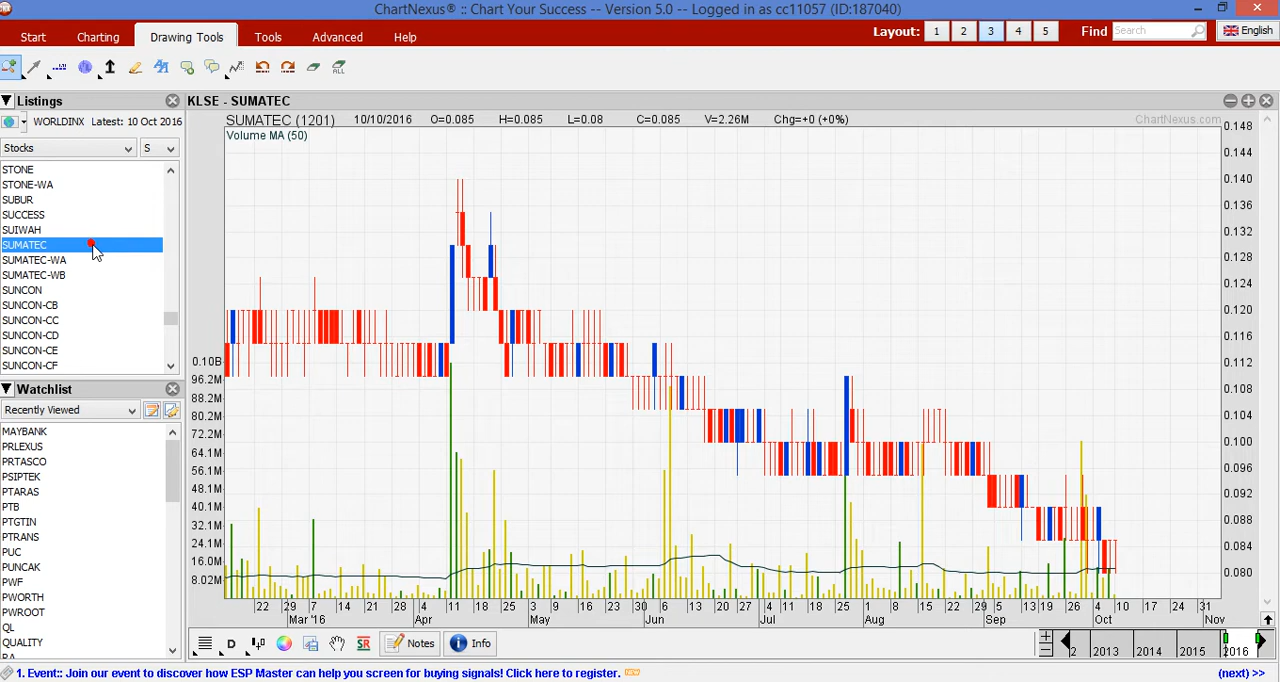 ChartNexus® :: Chart Your Success -- Version 5.0 -- Logged in as cc11057 (ID:187040)
Start Charting Drawing Tools Tools Advanced Help Layout: 1 2 3 4 5 Find Search English
ALL
Listings
WORLDINX Latest: 10 Oct 2016
Stocks S
STONE
STONE-WA
SUBUR
SUCCESS
SUIWAH
SUMATEC
SUMATEC-WA
SUMATEC-WB
SUNCON
SUNCON-CB
SUNCON-CC
SUNCON-CD
SUNCON-CE
SUNCON-CF
Watchlist
Recently Viewed
MAYBANK
PRLEXUS
PRTASCO
PSIPTEK
PTARAS
PTB
PTGTIN
PTRANS
PUC
PUNCAK
PWF
PWORTH
PWROOT
QL
QUALITY
KLSE - SUMATEC
SUMATEC (1201) 10/10/2016 O=0.085 H=0.085 L=0.08 C=0.085 V=2.26M Chg=+0 (+0%) ChartNexus.com
Volume MA (50)
0.148
0.144
0.140
0.136
0.132
0.128
0.124
0.120
0.116
0.112
0.108
0.104
0.100
0.096
0.092
0.088
0.084
0.080
0.10B
96.2M
88.2M
80.2M
72.2M
64.1M
56.1M
48.1M
40.1M
32.1M
24.1M
16.0M
8.02M
22 29 7 14 21 28 4 11 18 25 3 9 16 23 30 6 13 20 27 4 11 18 25 1 8 15 22 29 5 13 19 26 4 10 17 24 31
Mar '16 Apr May Jun Jul Aug Sep Oct Nov
D SR Notes Info 2 2013 2014 2015 2016
1. Event:: Join our event to discover how ESP Master can help you screen for buying signals! Click here to register. NEW (next) >>